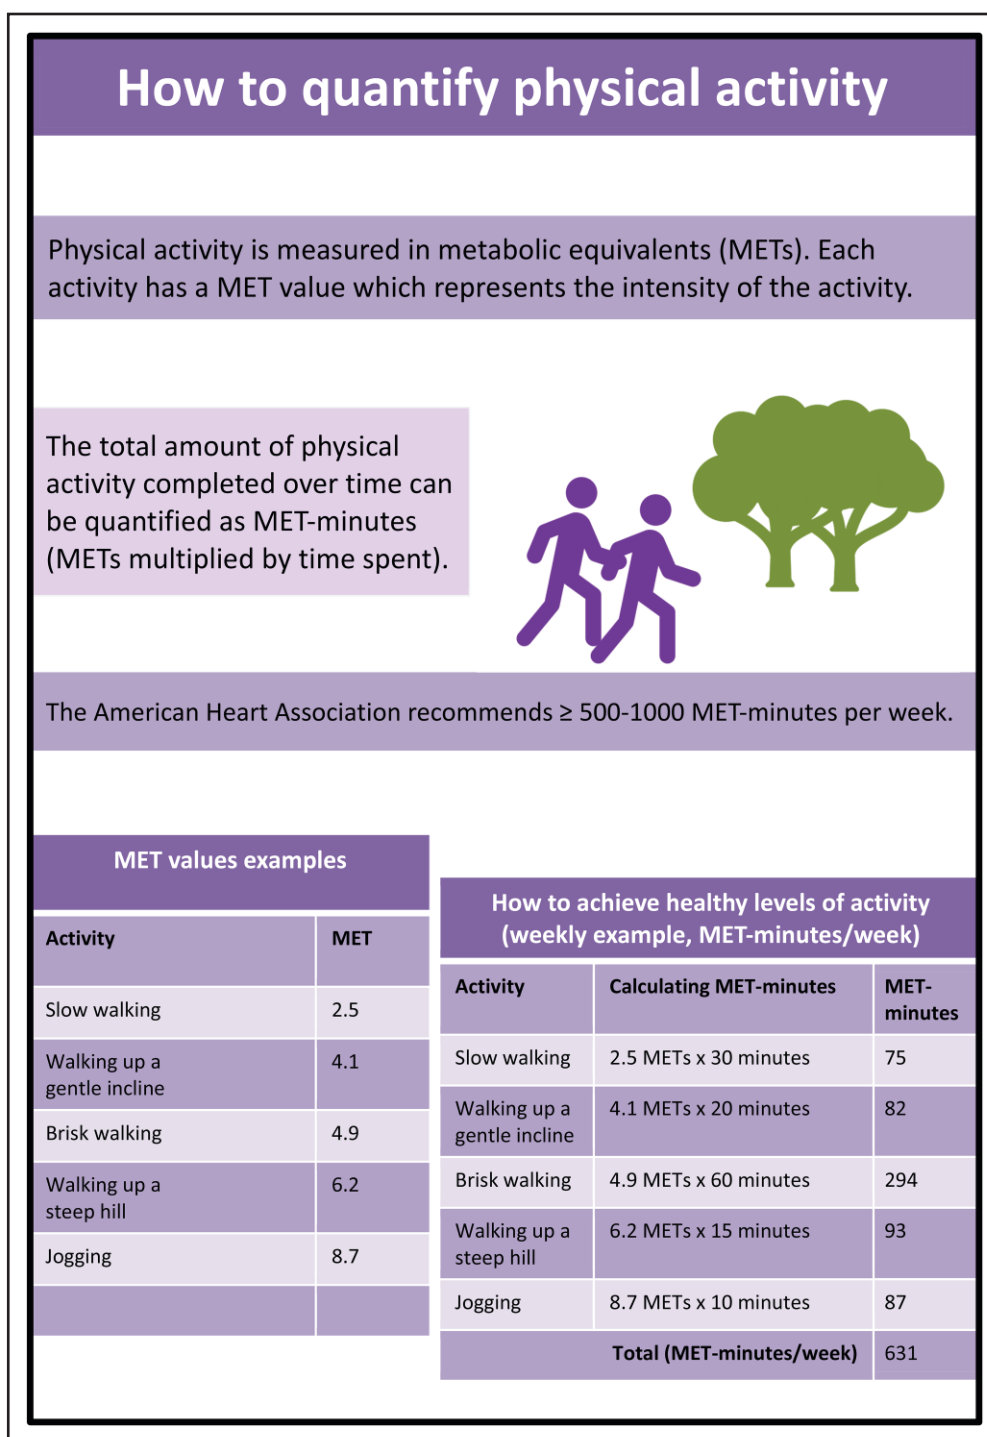 How to quantify physical activity
Physical activity is measured in metabolic equivalents (METs). Each
activity has a MET value which represents the intensity of the activity.
The total amount of physical
activity completed over time can
be quantified as MET-minutes
(METs multiplied by time spent).
The American Heart Association recommends ≥ 500-1000 MET-minutes per week.
MET values examples
Activity MET
Slow walking 2.5
Walking up a 4.1
gentle incline
Brisk walking 4.9
Walking up a 6.2
steep hill
Jogging 8.7
How to achieve healthy levels of activity
(weekly example, MET-minutes/week)
Activity Calculating MET-minutes MET-
minutes
Slow walking 2.5 METs x 30 minutes 75
Walking up a 4.1 METs x 20 minutes 82
gentle incline
Brisk walking 4.9 METs x 60 minutes 294
Walking up a 6.2 METs x 15 minutes 93
steep hill
Jogging 8.7 METs x 10 minutes 87
Total (MET-minutes/week) 631